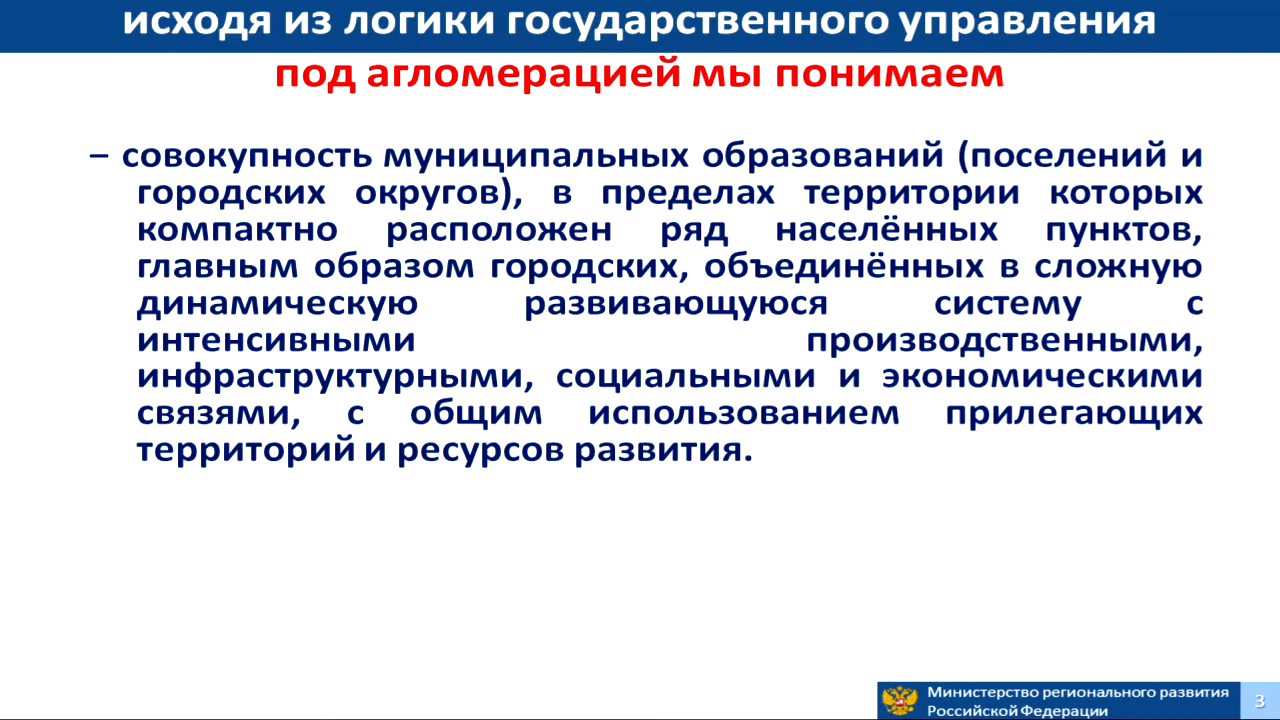 исходя из логики государственного управления
под агломерацией мы понимаем
– совокупность муниципальных образований (поселений и
городских округов), в пределах территории которых
компактно расположен ряд населённых пунктов,
главным образом городских, объединённых в сложную
динамическую развивающуюся систему с
интенсивными производственными,
инфраструктурными, социальными и экономическими
связями, с общим использованием прилегающих
территорий и ресурсов развития.
Министерство регионального развития
Российской Федерации
3